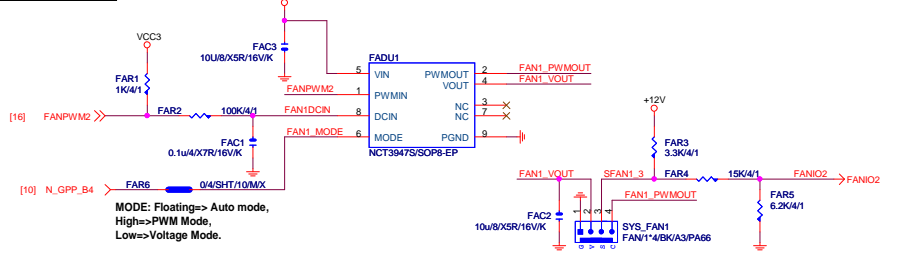 VCC3
FAC3
10U/8/X5R/16V/K
FADU1
FAR1
1K/4/1
5 VIN
PWMOUT 2 FAN1_PWMOUT
VOUT 4 FAN1_VOUT
FANPWM2 1 PWMIN
NC 3
NC 7
[16] FANPWM2 FAR2 100K/4/1 FAN1DCIN 8 DCIN
FAN1_MODE 6 MODE
PGND 9
NCT3947S/SOP8-EP
FAC1
0.1u/4/X7R/16V/K
+12V
FAR3
3.3K/4/1
[10] N_GPP_B4 FAR6 0/4/SHT/10/M/X
FAN1_VOUT SFAN1_3 FAR4 15K/4/1 FANIO2 FANIO2
FAN1_PWMOUT
FAR5
6.2K/4/1
MODE: Floating=> Auto mode,
High=>PWM Mode,
Low=>Voltage Mode.
FAC2
10u/8/X5R/16V/K
1 2 3 4
G V S C
SYS_FAN1
FAN/1*4/BK/A3/PA66